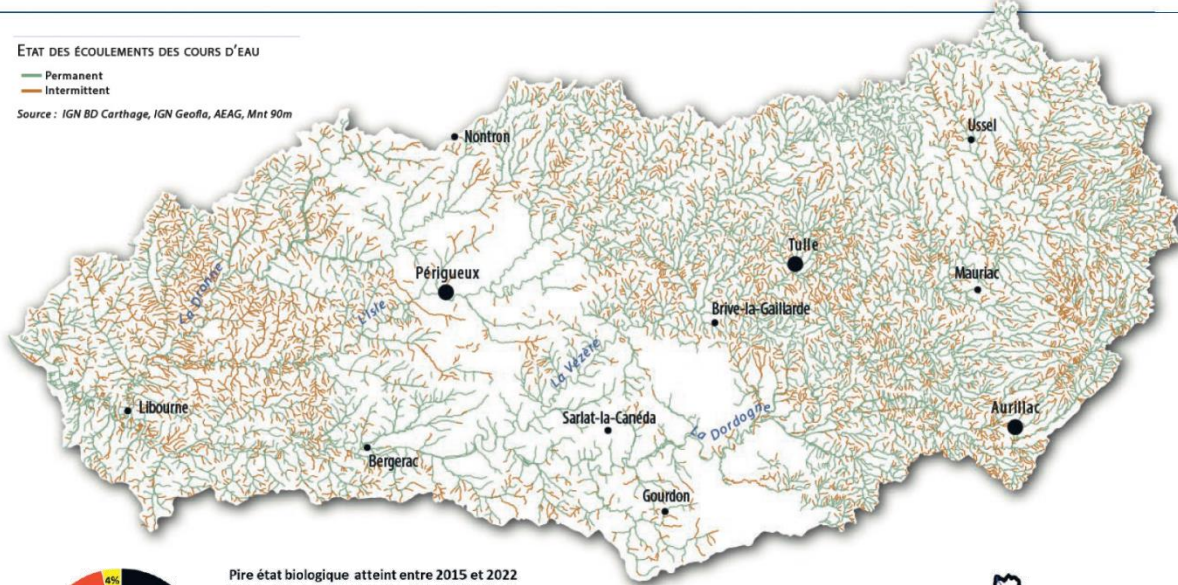 ETAT DES ÉCOULEMENTS DES COURS D'EAU
Permanent
Intermittent
Source : IGN BD Carthage, IGN Geofla, AEAG, Mnt 90m
Nontron
Ussel
Tulle
Périgueux
Mauriac
La Dronne
L'Isle
Brive-la-Gaillarde
La Vézère
Libourne
Sarlat-la-Canéda
La Dordogne
Aurillac
Bergerac
Gourdon
4%
Pire état biologique atteint entre 2015 et 2022